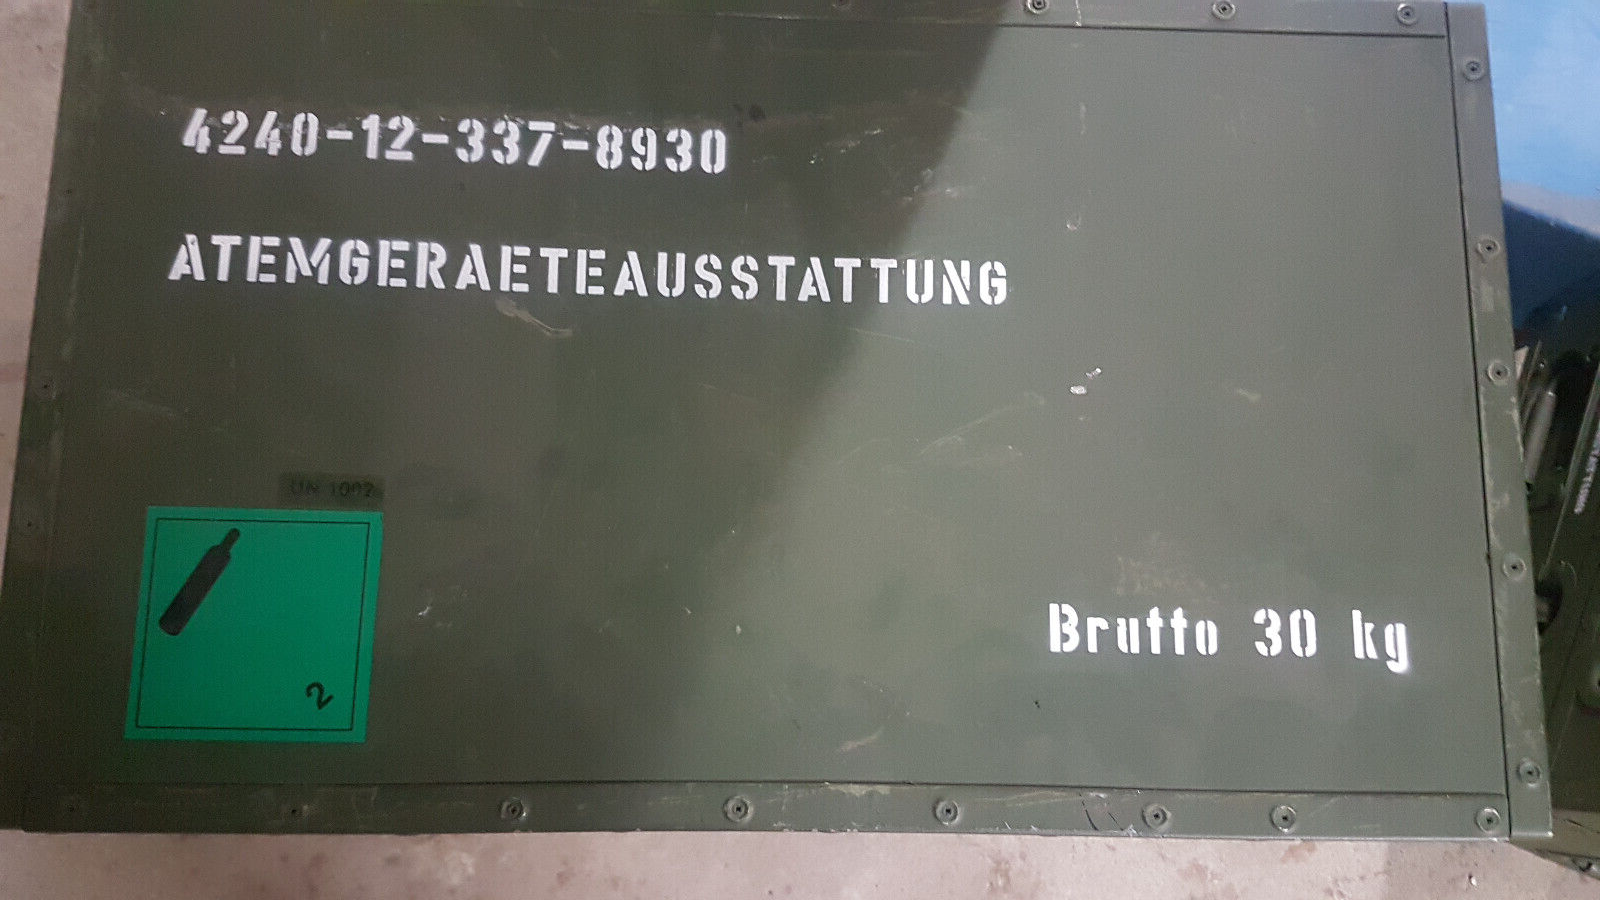 4240-12-337-8930
ATEMGERAETEAUSSTATTUNG
UN 1002
2
Brutto 30 kg